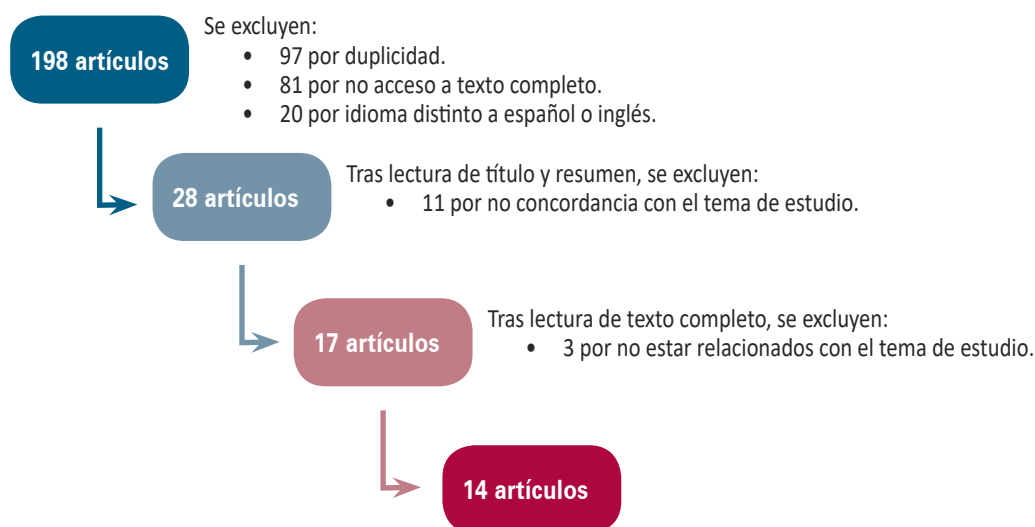 198 artículos
Se excluyen:
• 97 por duplicidad.
• 81 por no acceso a texto completo.
• 20 por idioma distinto a español o inglés.
28 artículos
Tras lectura de título y resumen, se excluyen:
• 11 por no concordancia con el tema de estudio.
17 artículos
Tras lectura de texto completo, se excluyen:
• 3 por no estar relacionados con el tema de estudio.
14 artículos